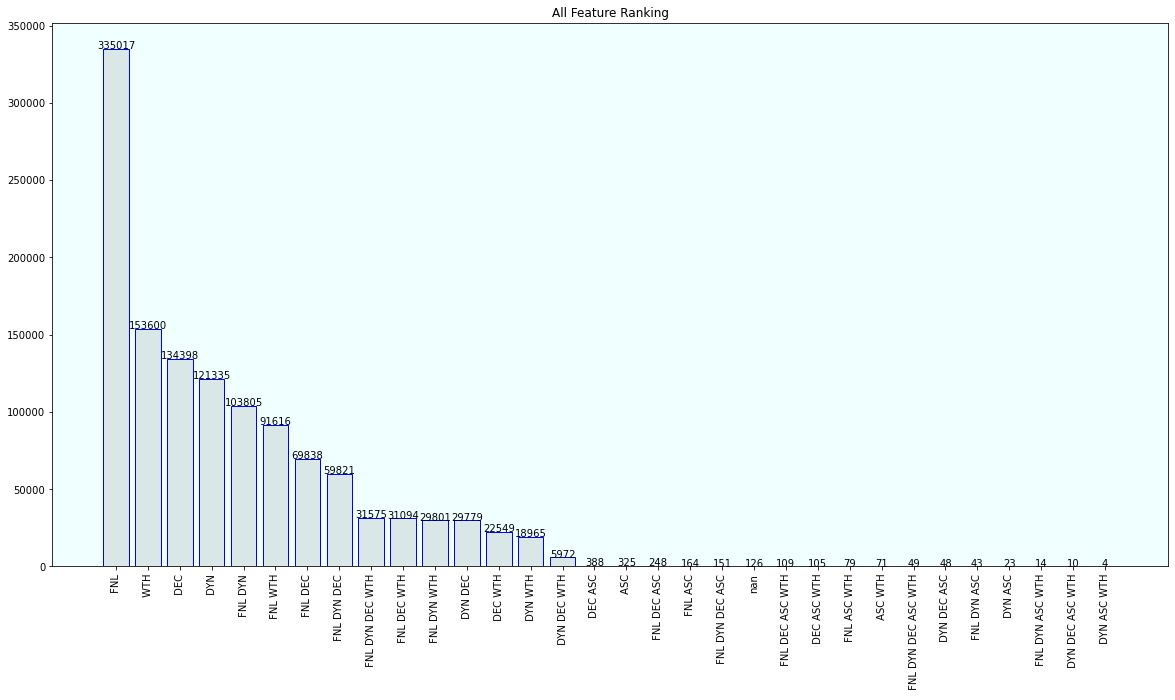 All Feature Ranking
350000
300000
250000
200000
150000
100000
50000
0
335017
153600
134398
121335
103805
91616
69838
59821
31575
31094
29801
29779
22549
18965
5972
388
325
248
164
151
126
109
105
79
71
49
48
43
23
14
10
4
FNL
WTH
DEC
DYN
FNL DYN
FNL WTH
FNL DEC
FNL DYN DEC
FNL DYN DEC WTH
FNL DEC WTH
FNL DYN WTH
DYN DEC
DEC WTH
DYN WTH
DYN DEC WTH
DEC ASC
ASC
FNL DEC ASC
FNL ASC
FNL DYN DEC ASC
nan
FNL DEC ASC WTH
DEC ASC WTH
FNL ASC WTH
ASC WTH
FNL DYN DEC ASC WTH
DYN DEC ASC
FNL DYN ASC
DYN ASC
FNL DYN ASC WTH
DYN DEC ASC WTH
DYN ASC WTH